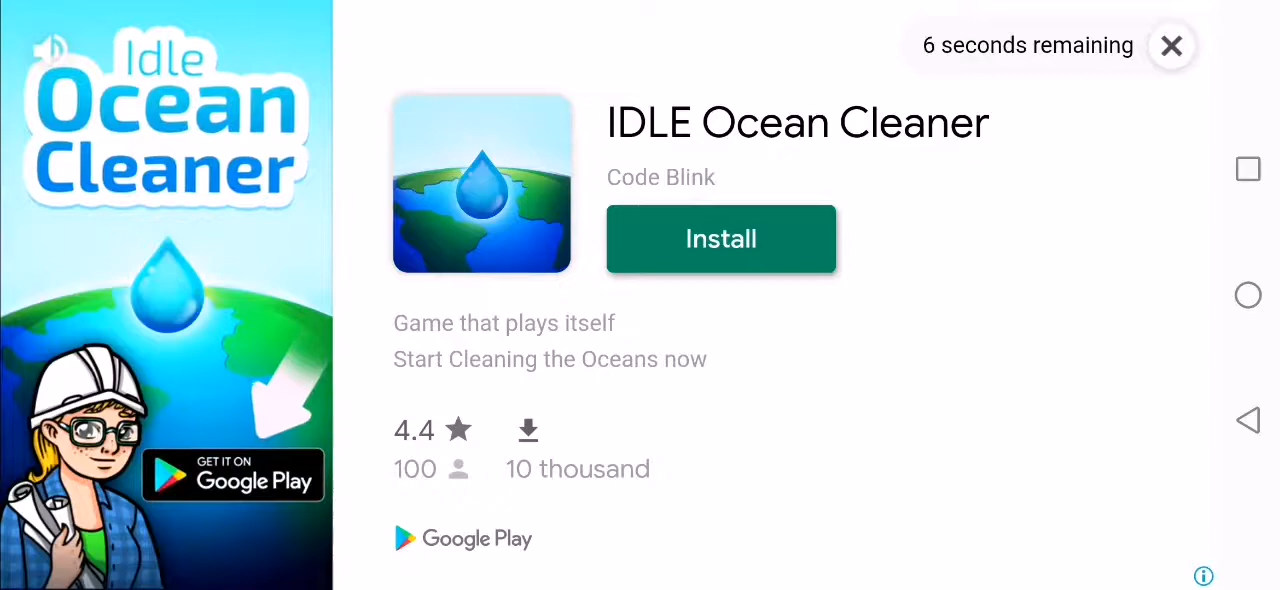 Idle
Ocean
Cleaner
GET IT ON
Google Play
6 seconds remaining
IDLE Ocean Cleaner
Code Blink
Install
Game that plays itself
Start Cleaning the Oceans now
4.4
100
10 thousand
Google Play